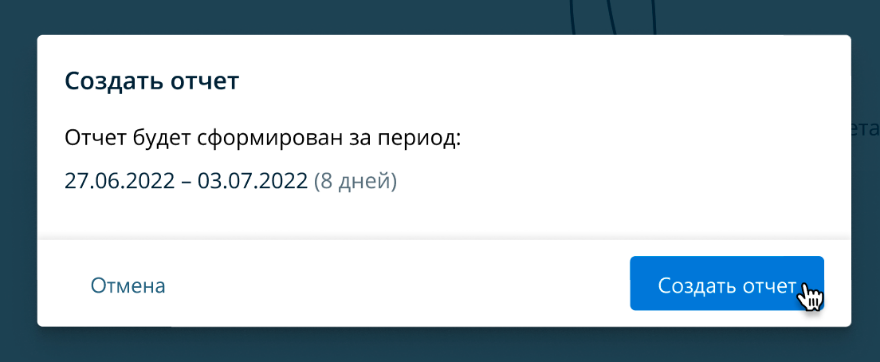 Создать отчет
Отчет будет сформирован за период:
27.06.2022 – 03.07.2022 (8 дней)
Отмена
Создать отчет